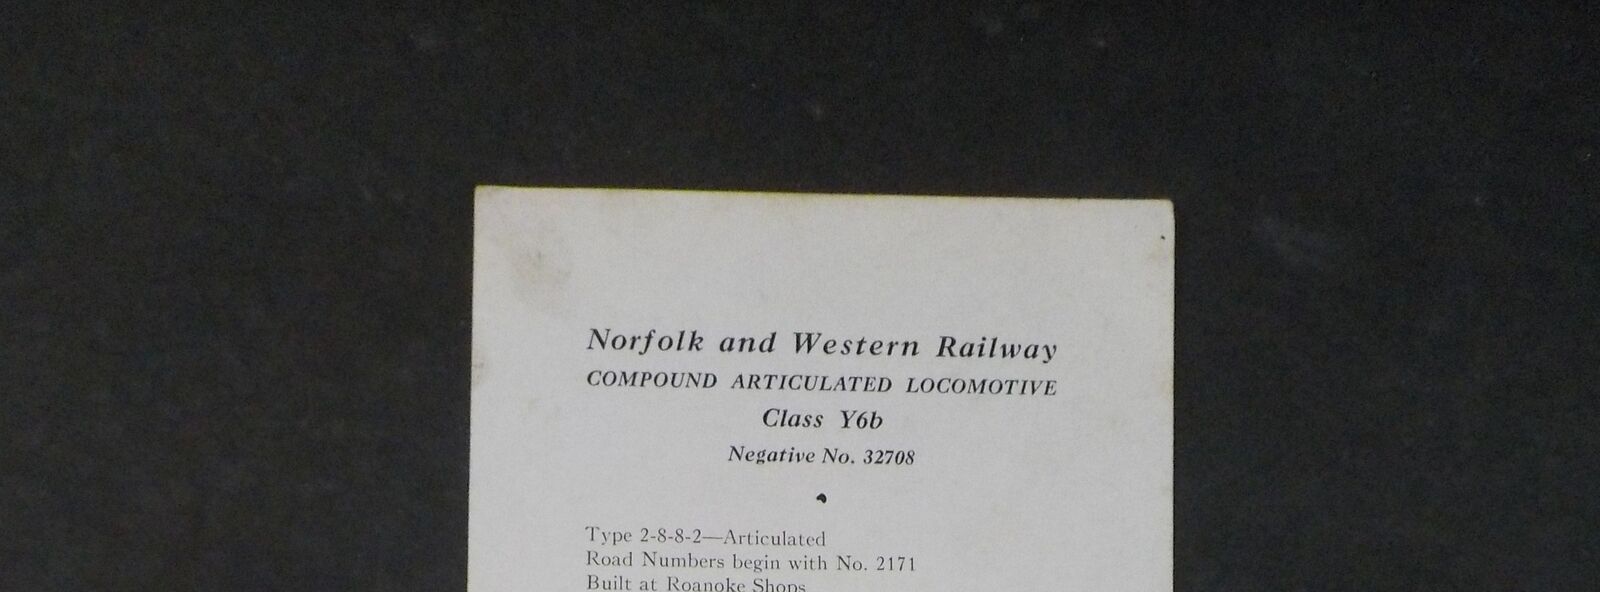 Norfolk and Western Railway
COMPOUND ARTICULATED LOCOMOTIVE
Class Y6b
Negative No. 32708
Type 2-8-8-2—Articulated
Road Numbers begin with No. 2171
Built at Roanoke Shops